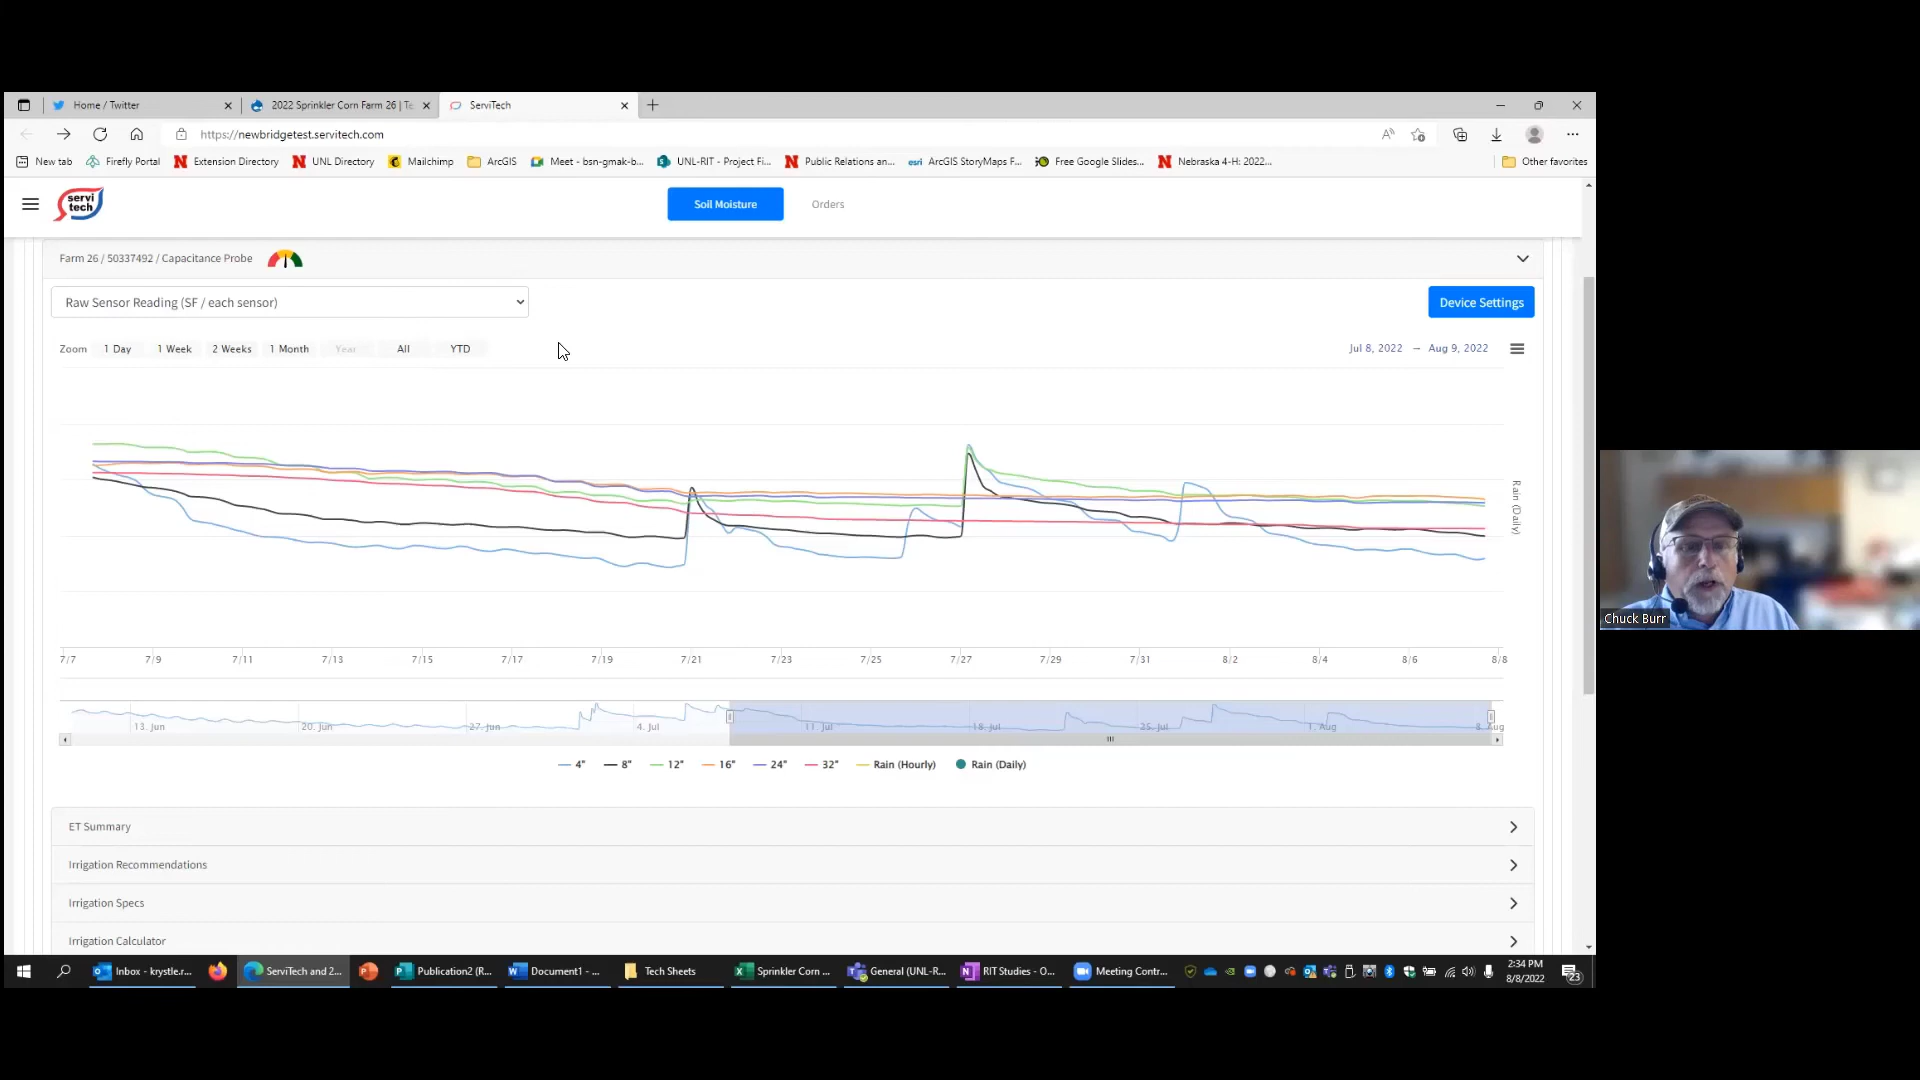 Home / Twitter
2022 Sprinkler Corn Farm 26 | Te
ServiTech
https://newbridgetest.servitech.com
New tab
Firefly Portal
Extension Directory
UNL Directory
Mailchimp
ArcGIS
Meet - bsn-gmak-b...
UNL-RIT - Project Fi...
Public Relations an...
esri ArcGIS StoryMaps F...
Free Google Slides...
Nebraska 4-H: 2022...
Other favorites
servi
tech
Soil Moisture
Orders
Farm 26 / 50337492 / Capacitance Probe
Raw Sensor Reading (SF / each sensor)
Device Settings
Zoom 1 Day 1 Week 2 Weeks 1 Month Year All YTD
Jul 8, 2022 → Aug 9, 2022
Rain (Daily)
7/7 7/9 7/11 7/13 7/15 7/17 7/19 7/21 7/23 7/25 7/27 7/29 7/31 8/2 8/4 8/6 8/8
13. Jun 20. Jun 27. Jun 4. Jul 11. Jul 18. Jul 25. Jul 1. Aug 8. Aug
4" 8" 12" 16" 24" 32" Rain (Hourly) Rain (Daily)
ET Summary
Irrigation Recommendations
Irrigation Specs
Irrigation Calculator
Chuck Burr
Inbox - krystle.r...
ServiTech and 2...
Publication2 (R...
Document1 - ...
Tech Sheets
Sprinkler Corn ...
General (UNL-R...
RIT Studies - O...
Meeting Contr...
2:34 PM
8/8/2022
23